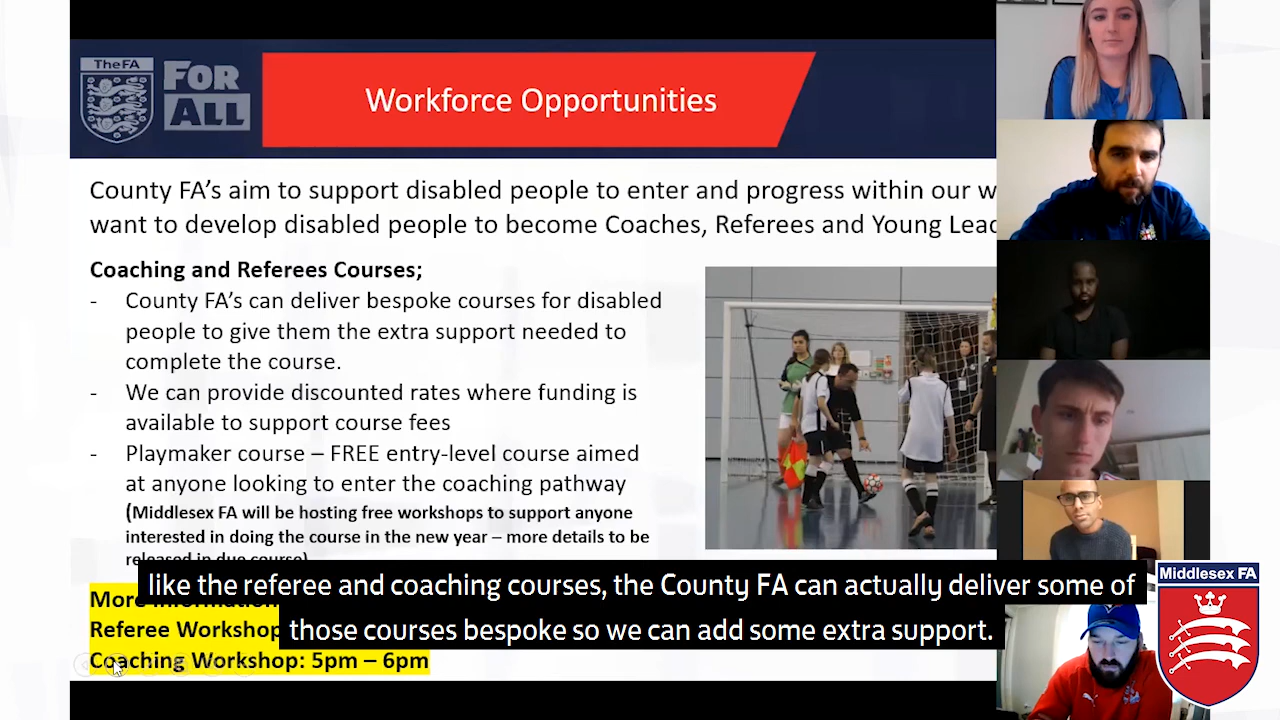 TheFA
FOR
ALL
Workforce Opportunities
County FA's aim to support disabled people to enter and progress within our w
want to develop disabled people to become Coaches, Referees and Young Lead
Coaching and Referees Courses;
- County FA's can deliver bespoke courses for disabled
people to give them the extra support needed to
complete the course.
- We can provide discounted rates where funding is
available to support course fees
- Playmaker course – FREE entry-level course aimed
at anyone looking to enter the coaching pathway
(Middlesex FA will be hosting free workshops to support anyone
interested in doing the course in the new year – more details to be
released in due course)
More information
Referee Workshop
Coaching Workshop: 5pm – 6pm
like the referee and coaching courses, the County FA can actually deliver some of
those courses bespoke so we can add some extra support.
Middlesex FA